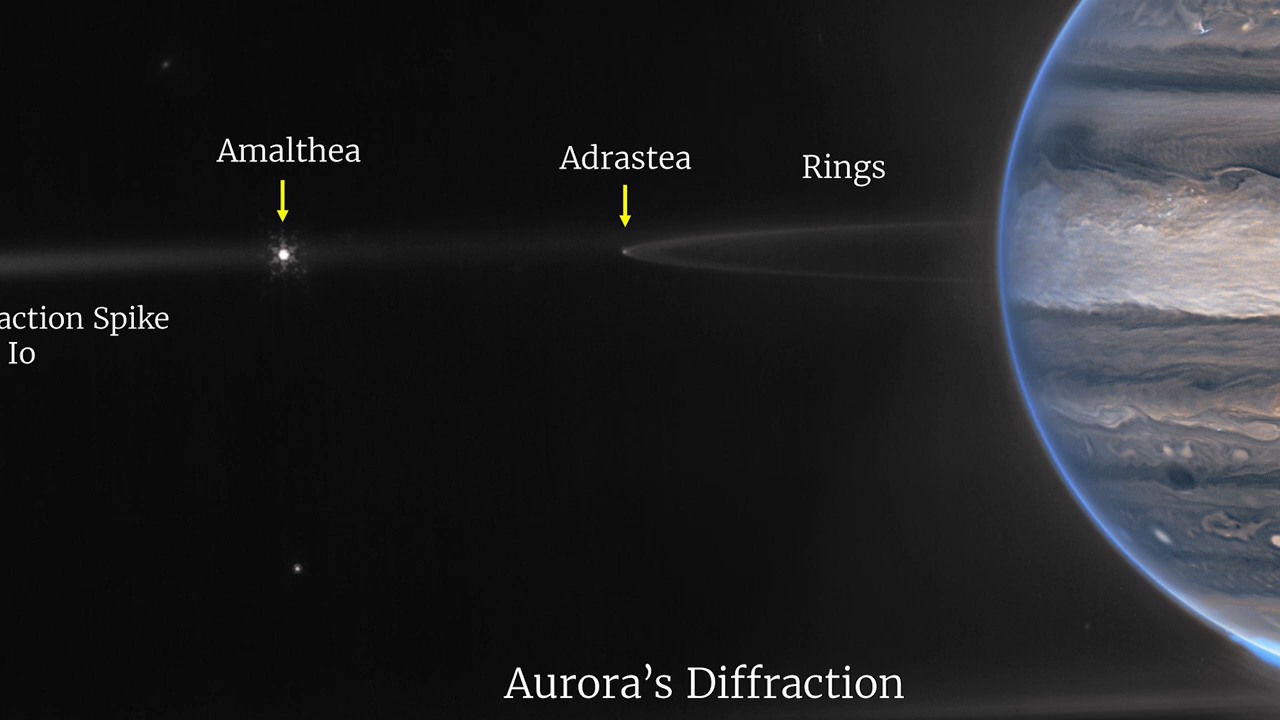 Amalthea
Adrastea
Rings
action Spike
Io
Aurora’s Diffraction